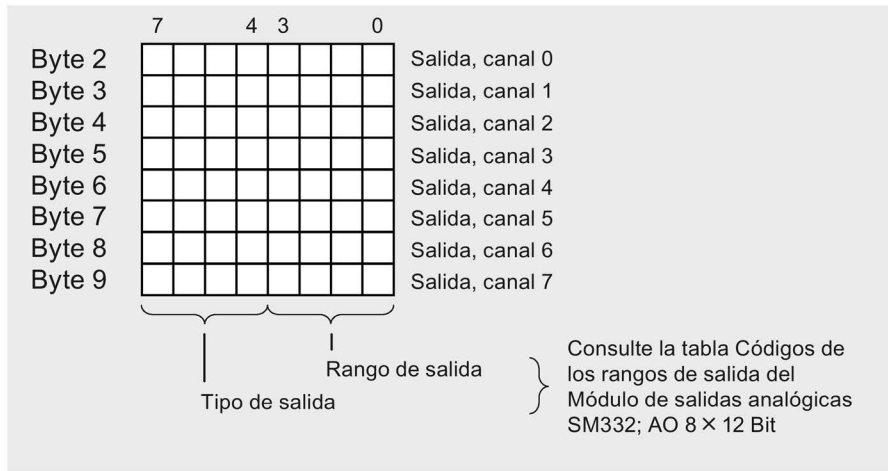 7 4 3 0
Byte 2 Salida, canal 0
Byte 3 Salida, canal 1
Byte 4 Salida, canal 2
Byte 5 Salida, canal 3
Byte 6 Salida, canal 4
Byte 7 Salida, canal 5
Byte 8 Salida, canal 6
Byte 9 Salida, canal 7
Rango de salida
Tipo de salida
Consulte la tabla Códigos de
los rangos de salida del
Módulo de salidas analógicas
SM332; AO 8 × 12 Bit